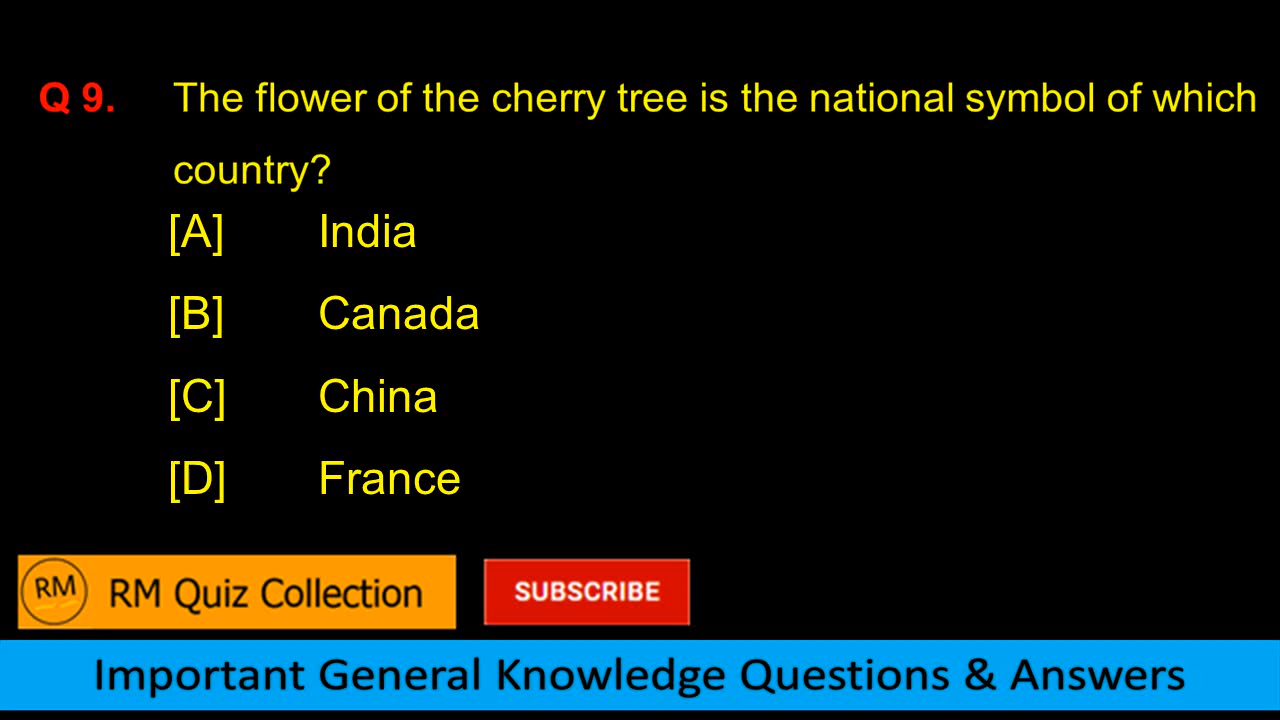 Q 9. The flower of the cherry tree is the national symbol of which
country?
[A] India
[B] Canada
[C] China
[D] France
RM RM Quiz Collection SUBSCRIBE
Important General Knowledge Questions & Answers